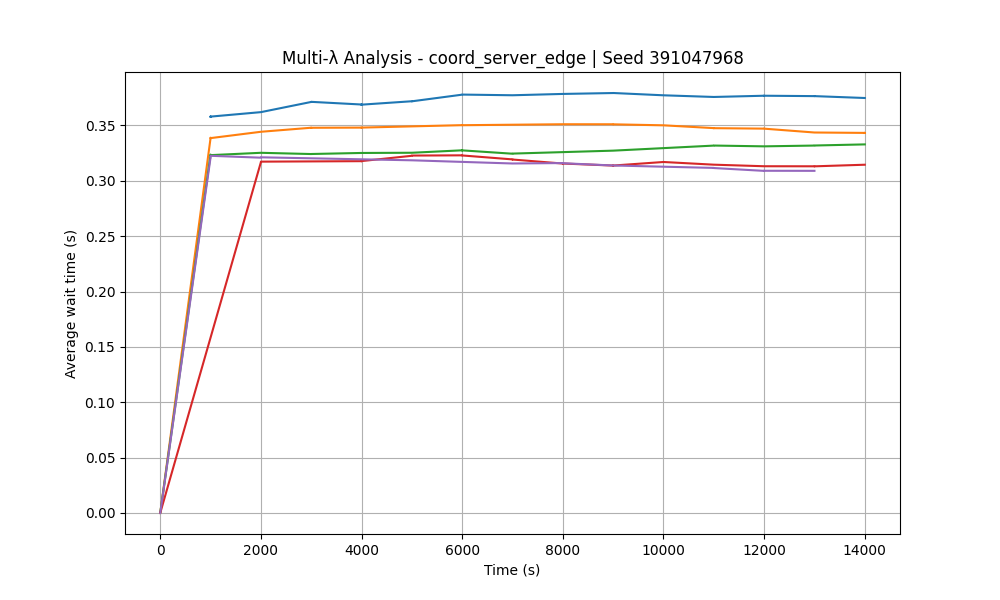 Multi-λ Analysis - coord_server_edge | Seed 391047968
Average wait time (s)
0.35
0.30
0.25
0.20
0.15
0.10
0.05
0.00
0 2000 4000 6000 8000 10000 12000 14000
Time (s)